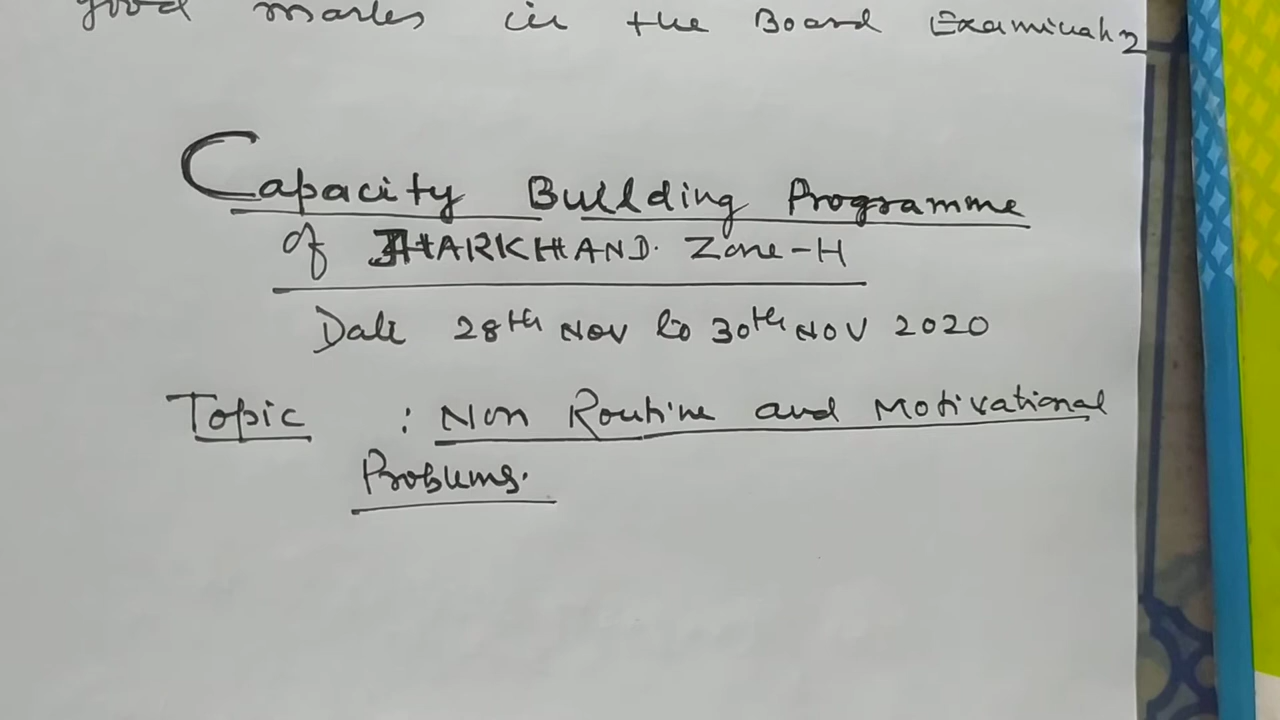 good marks in the Board Examination
Capacity Building Programme
of JHARKHAND. Zone-H
Date 28th NOV to 30th NOV 2020
Topic : Non Routine and Motivational
Problems.